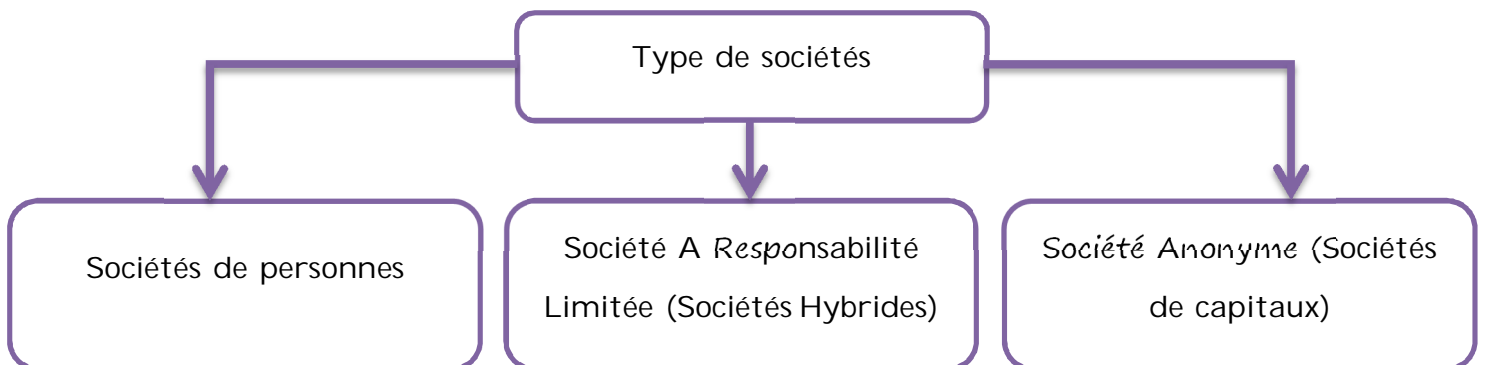 Type de sociétés
Sociétés de personnes
Société A Responsabilité
Limitée (Sociétés Hybrides)
Société Anonyme (Sociétés
de capitaux)